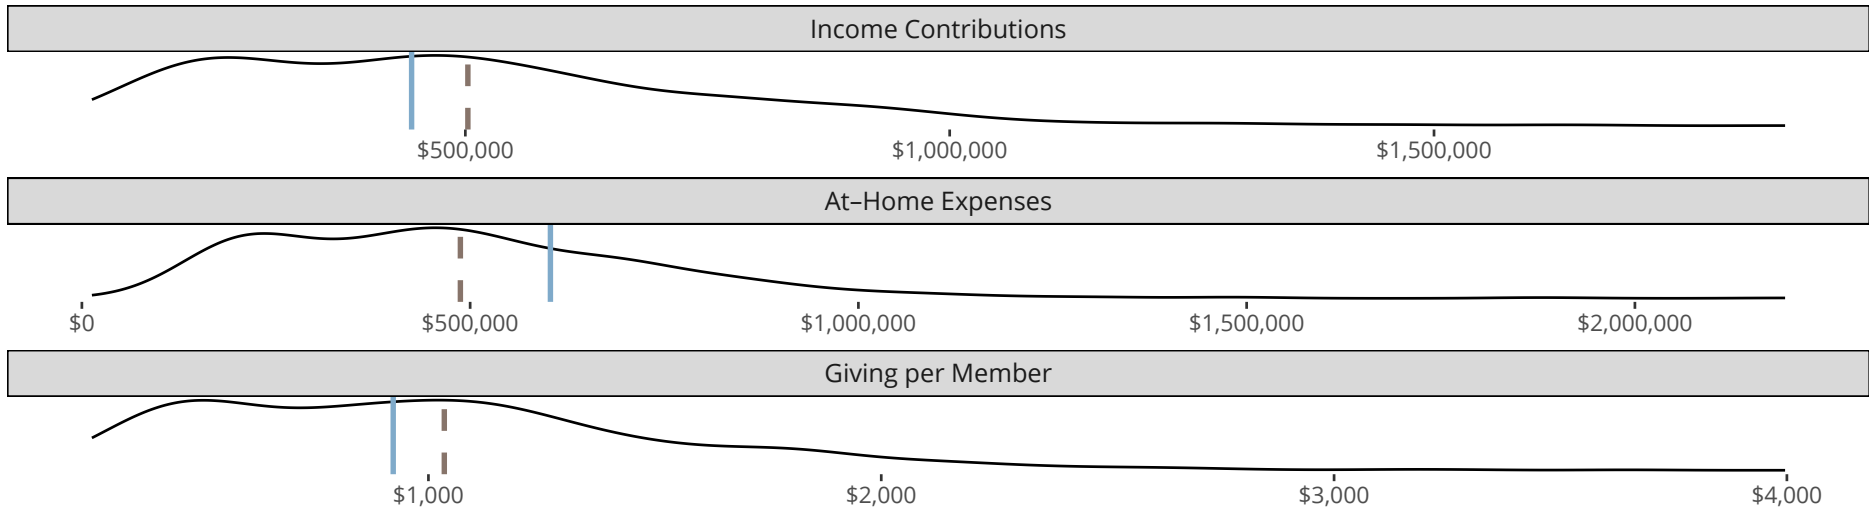 Income Contributions
$500,000 $1,000,000 $1,500,000
At–Home Expenses
$0 $500,000 $1,000,000 $1,500,000 $2,000,000
Giving per Member
$1,000 $2,000 $3,000 $4,000